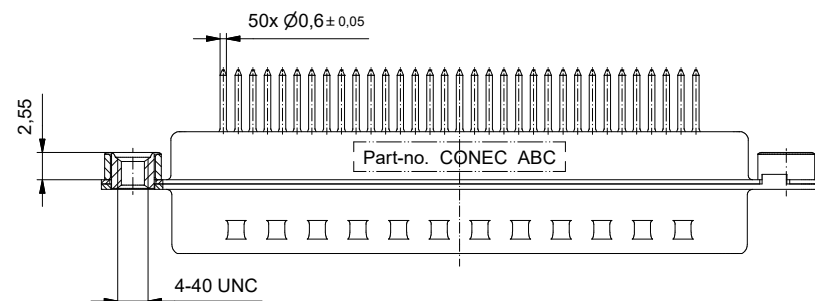 50x Ø0,6 ± 0,05
2,55
Part-no. CONEC ABC
4-40 UNC